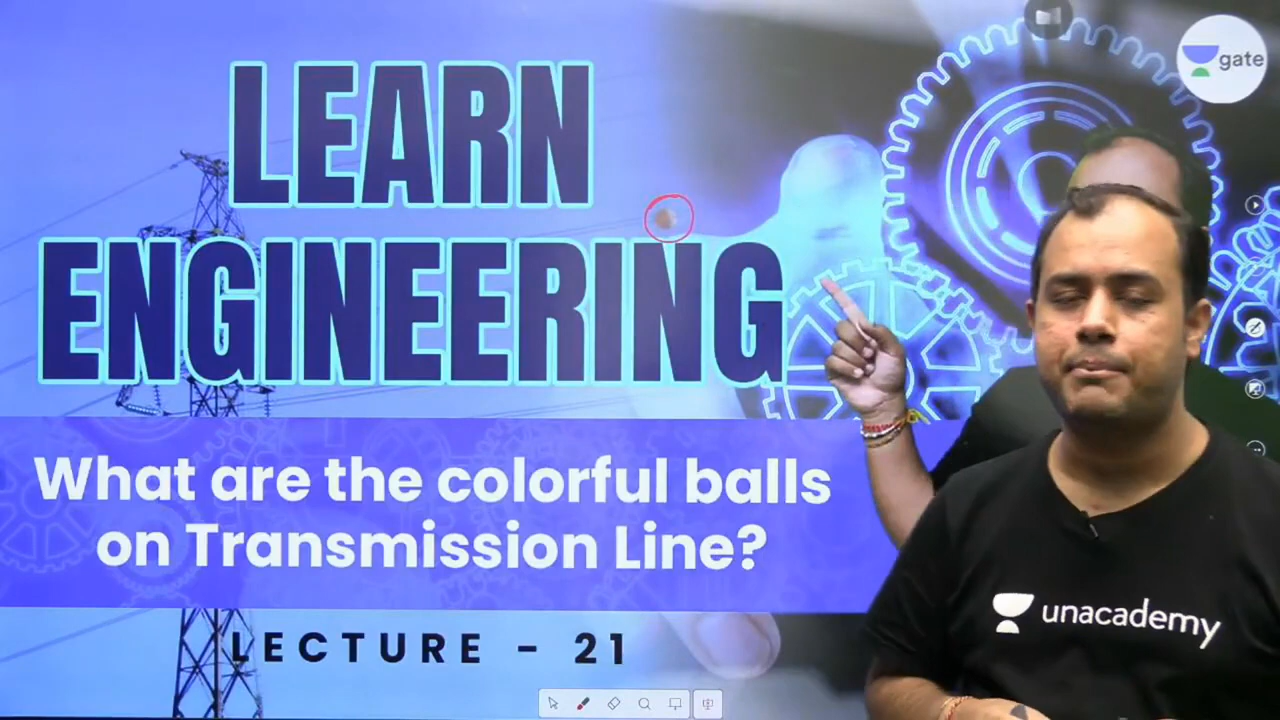 LEARN
ENGINEERING
What are the colorful balls
on Transmission Line?
LECTURE - 21
gate
unacademy